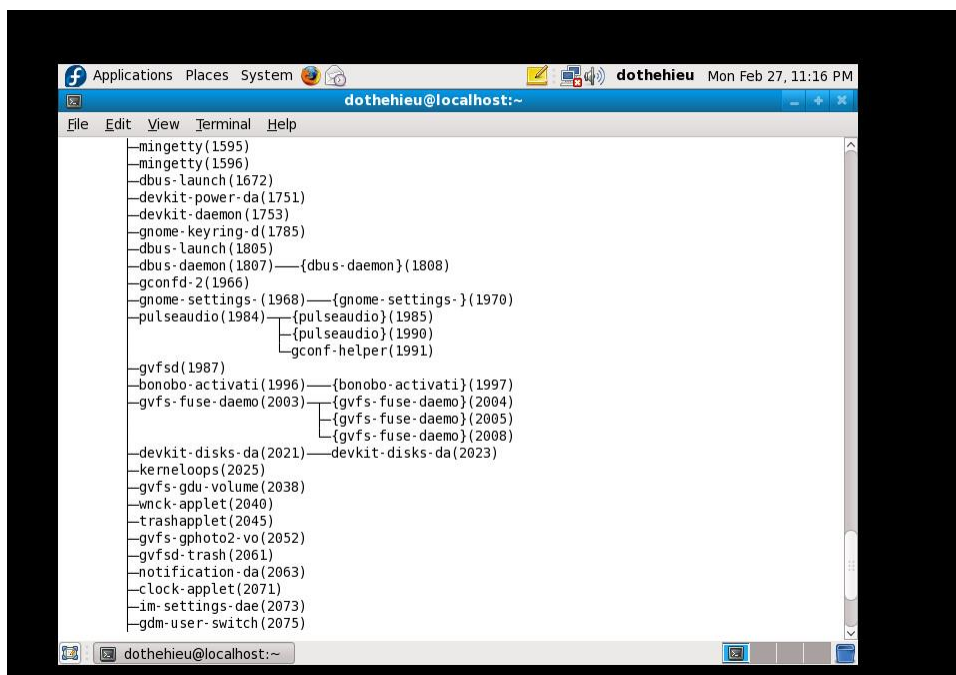 Applications Places System dothehieu Mon Feb 27, 11:16 PM
dothehieu@localhost:~
File Edit View Terminal Help
├─mingetty(1595)
├─mingetty(1596)
├─dbus-launch(1672)
├─devkit-power-da(1751)
├─devkit-daemon(1753)
├─gnome-keyring-d(1785)
├─dbus-launch(1805)
├─dbus-daemon(1807)───{dbus-daemon}(1808)
├─gconfd-2(1966)
├─gnome-settings-(1968)───{gnome-settings-}(1970)
├─pulseaudio(1984)─┬─{pulseaudio}(1985)
│                  ├─{pulseaudio}(1990)
│                  └─gconf-helper(1991)
├─gvfsd(1987)
├─bonobo-activati(1996)───{bonobo-activati}(1997)
├─gvfs-fuse-daemo(2003)─┬─{gvfs-fuse-daemo}(2004)
│                       ├─{gvfs-fuse-daemo}(2005)
│                       └─{gvfs-fuse-daemo}(2008)
├─devkit-disks-da(2021)───devkit-disks-da(2023)
├─kerneloops(2025)
├─gvfs-gdu-volume(2038)
├─wnck-applet(2040)
├─trashapplet(2045)
├─gvfs-gphoto2-vo(2052)
├─gvfsd-trash(2061)
├─notification-da(2063)
├─clock-applet(2071)
├─im-settings-dae(2073)
├─gdm-user-switch(2075)
dothehieu@localhost:~